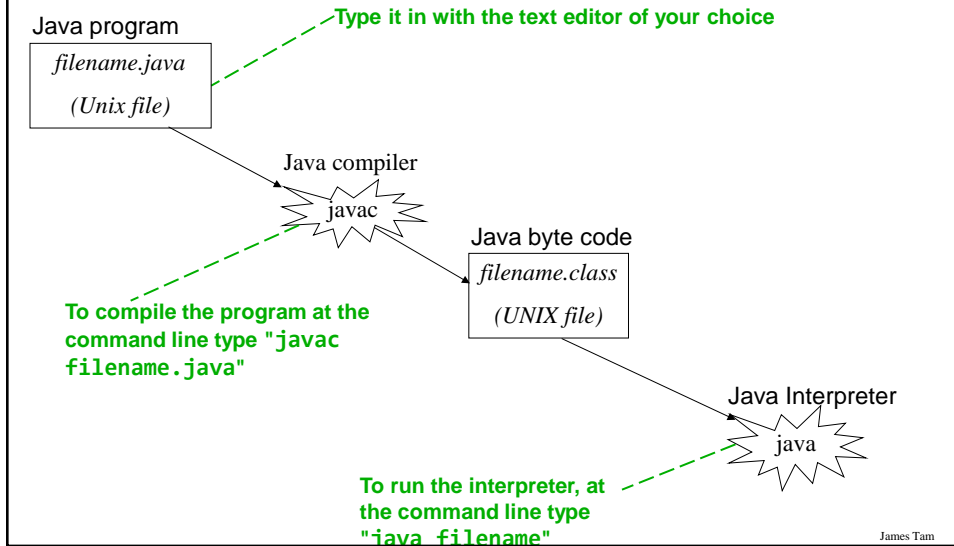 Type it in with the text editor of your choice
Java program
filename.java
(Unix file)
Java compiler
javac
Java byte code
filename.class
(UNIX file)
To compile the program at the
command line type "javac
filename.java"
Java Interpreter
java
To run the interpreter, at
the command line type
"java filename"
James Tam